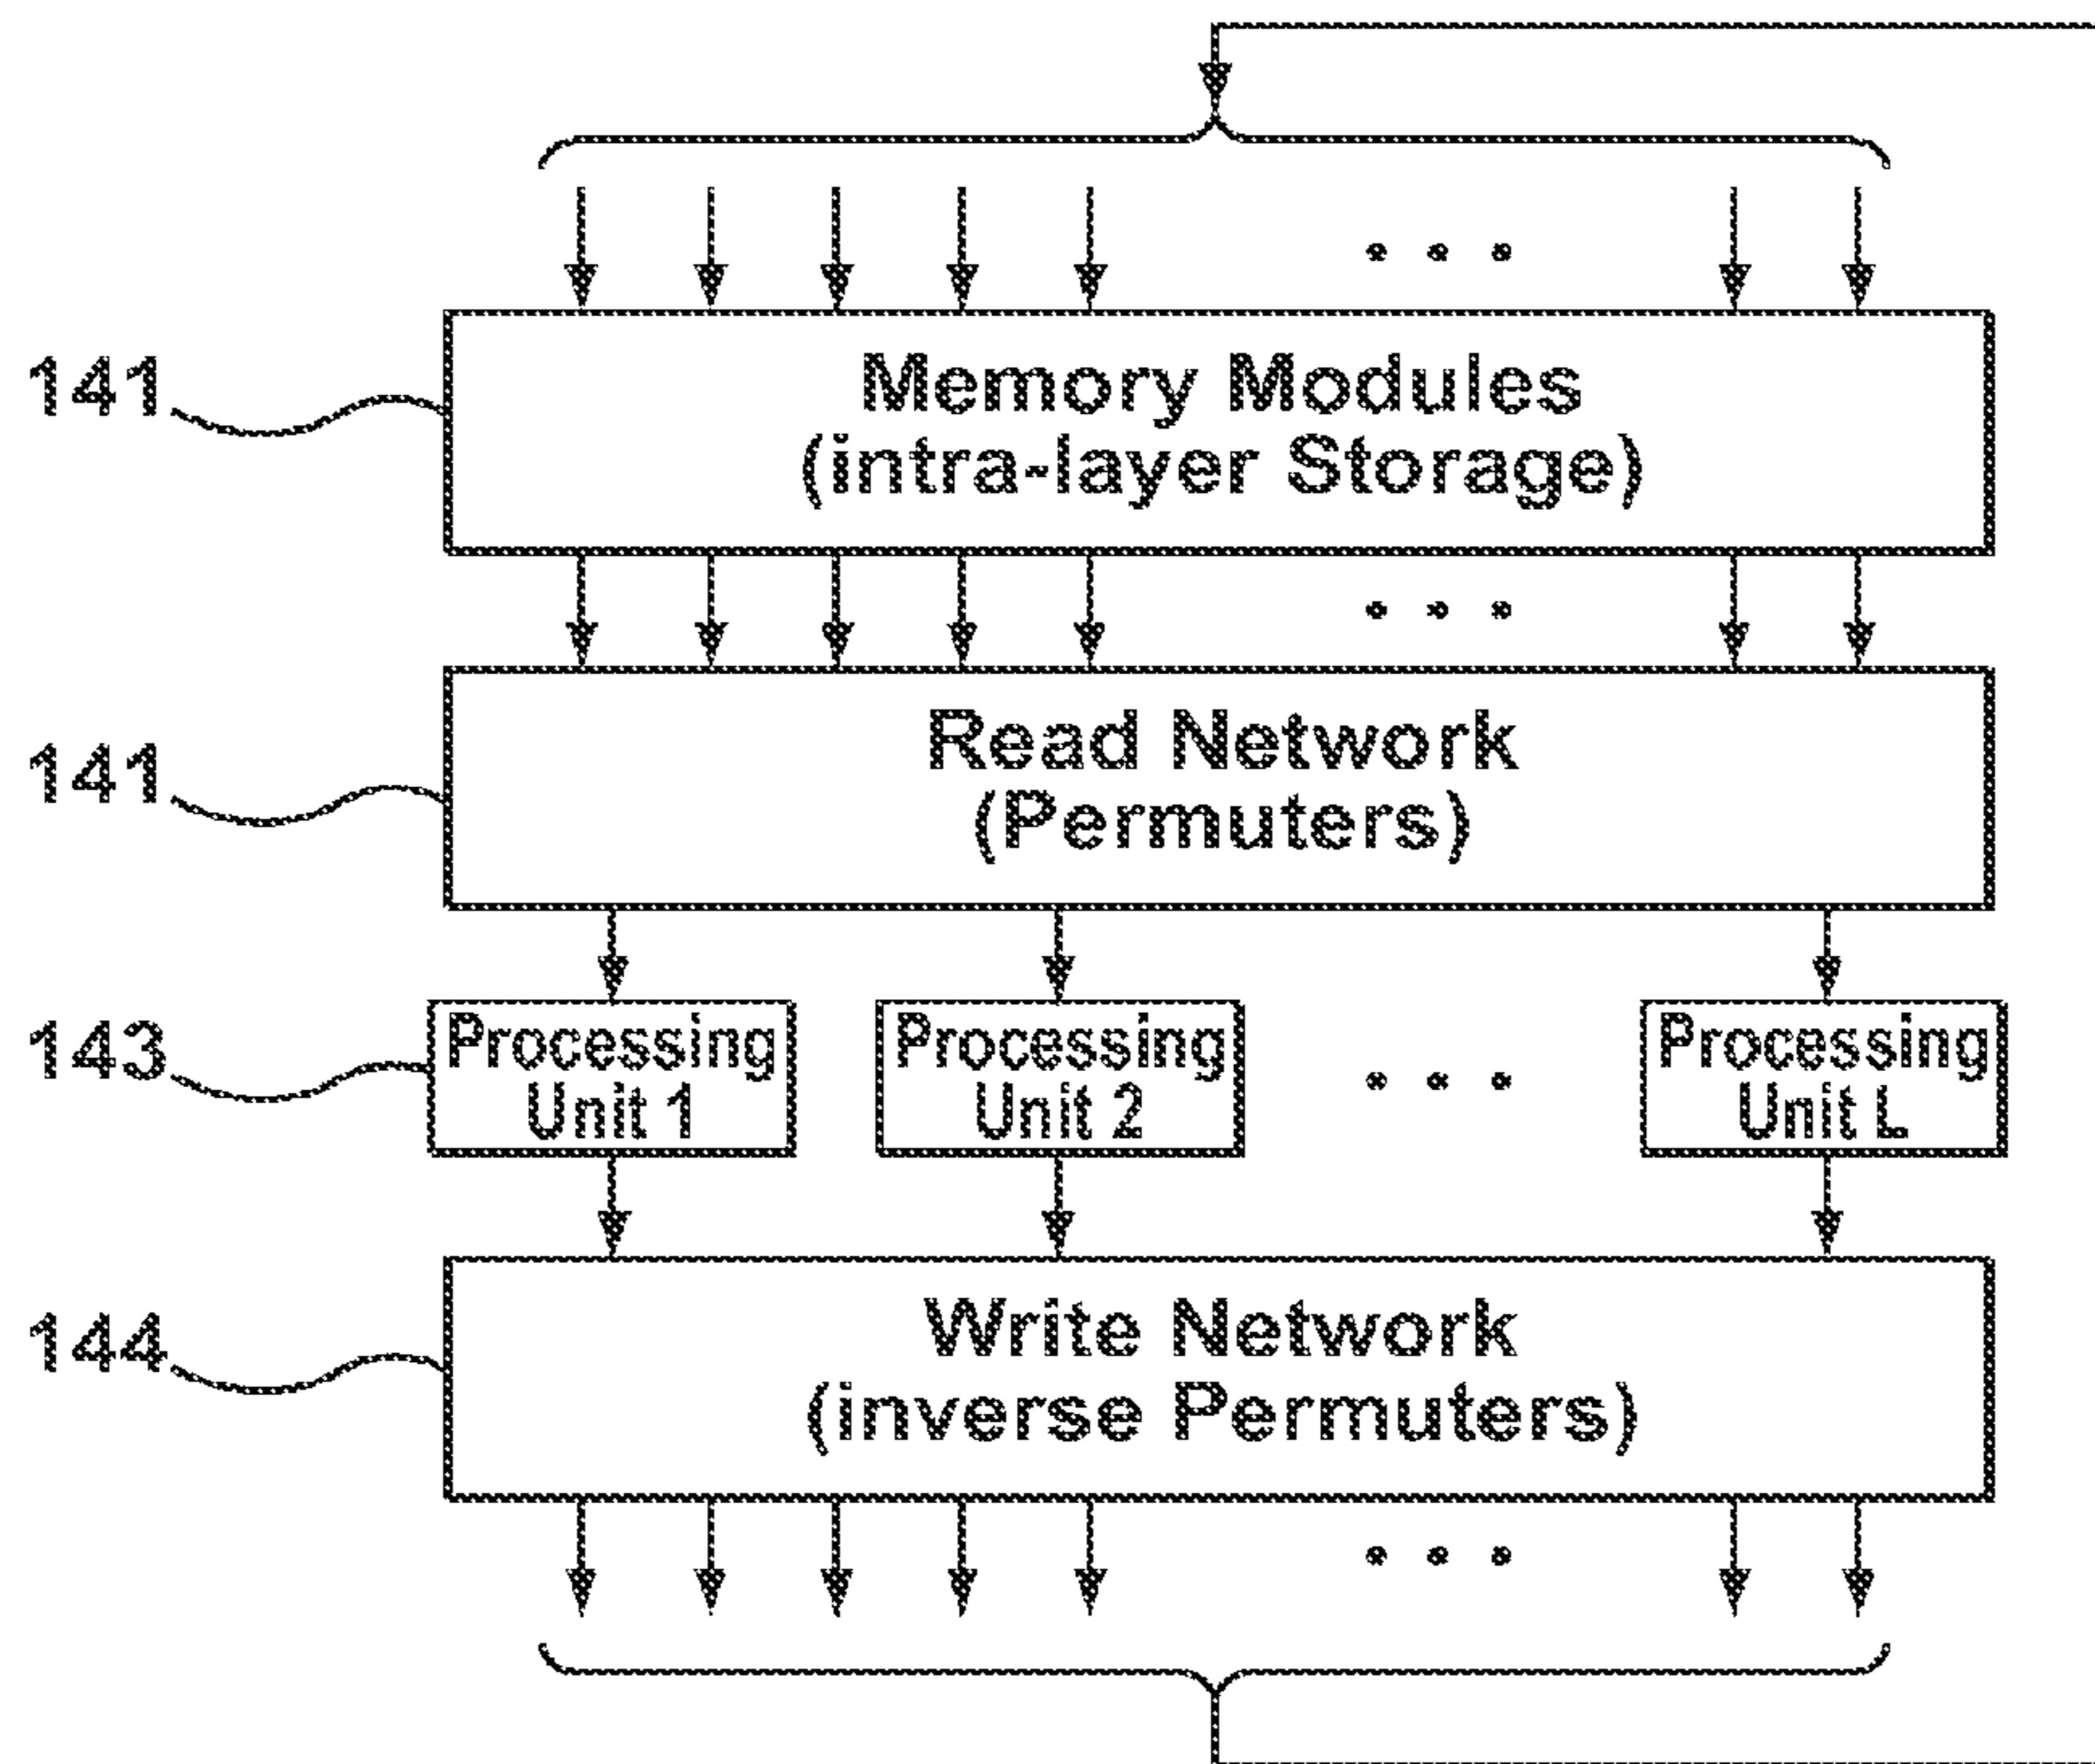 141
Memory Modules
(intra-layer Storage)
141
Read Network
(Permuters)
143
Processing
Unit 1
Processing
Unit 2
Processing
Unit L
144
Write Network
(inverse Permuters)